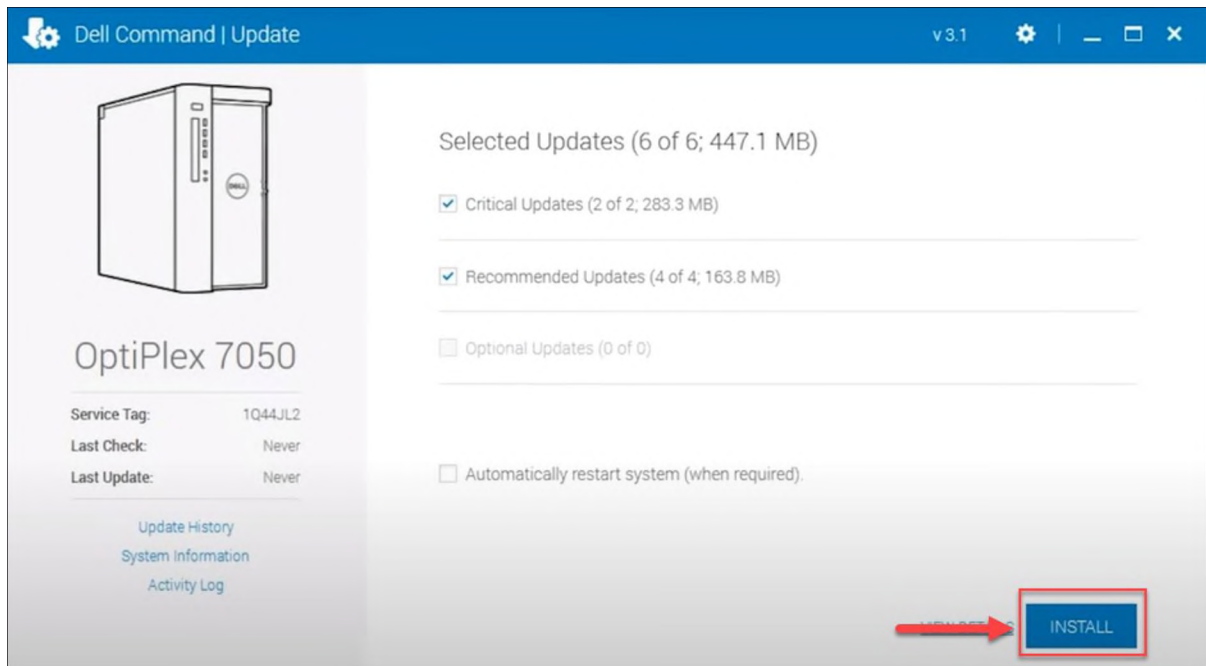 Dell Command | Update
v 3.1
DELL
OptiPlex 7050
Service Tag: 1Q44JL2
Last Check: Never
Last Update: Never
Update History
System Information
Activity Log
Selected Updates (6 of 6; 447.1 MB)
Critical Updates (2 of 2; 283.3 MB)
Recommended Updates (4 of 4; 163.8 MB)
Optional Updates (0 of 0)
Automatically restart system (when required).
INSTALL